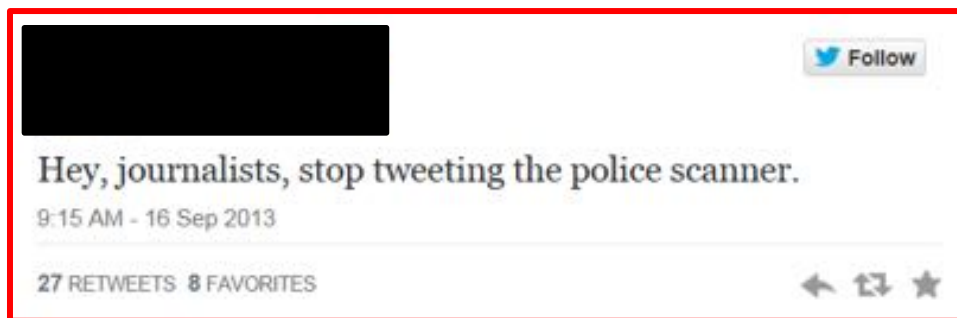 Follow
Hey, journalists, stop tweeting the police scanner.
9:15 AM - 16 Sep 2013
27 RETWEETS 8 FAVORITES